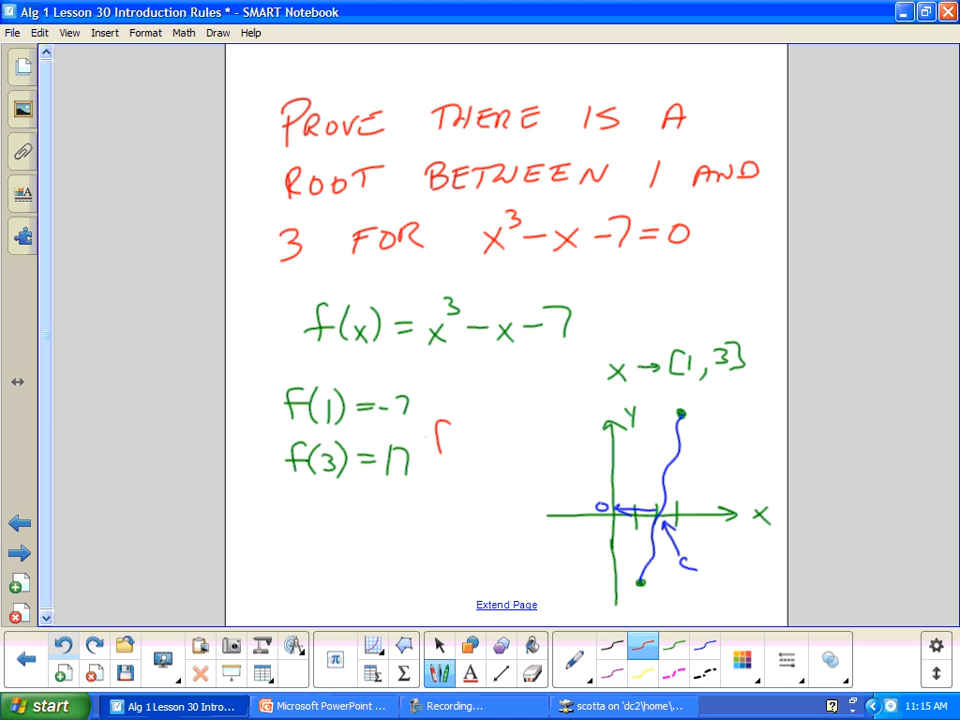 Alg 1 Lesson 30 Introduction Rules * - SMART Notebook
File Edit View Insert Format Math Draw Help
PROVE THERE IS A
ROOT BETWEEN 1 AND
3 FOR x³-x-7=0
f(x) = x³-x-7
x → [1, 3]
f(1) = -7
f(3) = 17
Y
0
X
c
Extend Page
π
Σ
A
start
Alg 1 Lesson 30 Intro...
Microsoft PowerPoint ...
Recording...
scotta on 'dc2\home\...
11:15 AM